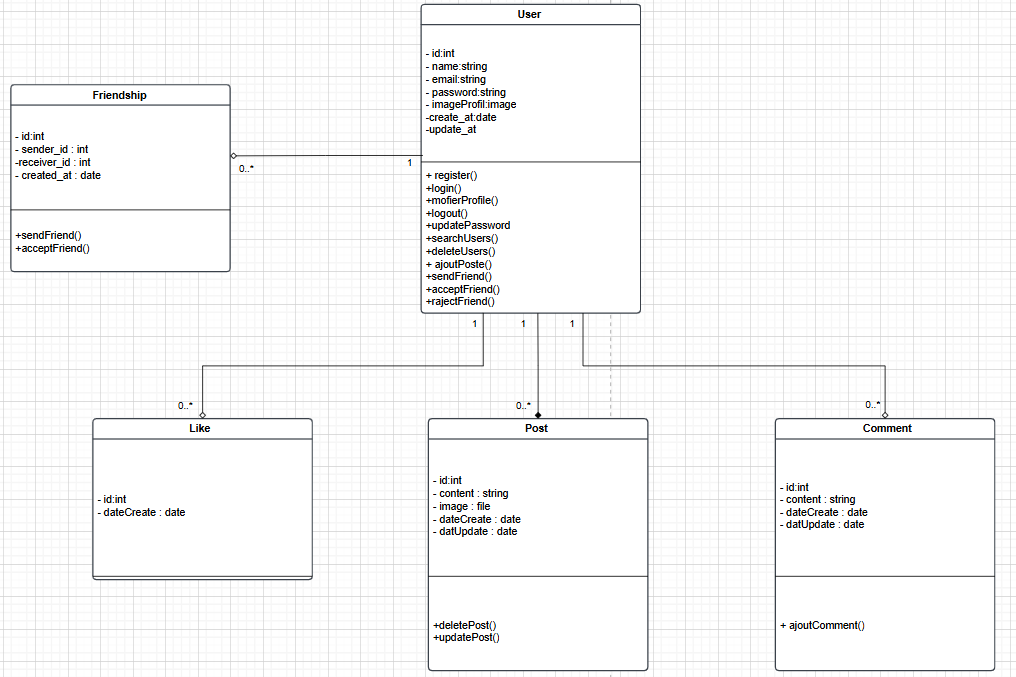 User
- id:int
- name:string
- email:string
- password:string
- imageProfil:image
-create_at:date
-update_at
+ register()
+login()
+mofierProfile()
+logout()
+updatePassword
+searchUsers()
+deleteUsers()
+ ajoutPoste()
+sendFriend()
+acceptFriend()
+rajectFriend()
Friendship
- id:int
- sender_id : int
-receiver_id : int
- created_at : date
+sendFriend()
+acceptFriend()
0..*
1
1
1
1
0..*
0..*
0..*
Like
- id:int
- dateCreate : date
Post
- id:int
- content : string
- image : file
- dateCreate : date
- datUpdate : date
+deletePost()
+updatePost()
Comment
- id:int
- content : string
- dateCreate : date
- datUpdate : date
+ ajoutComment()